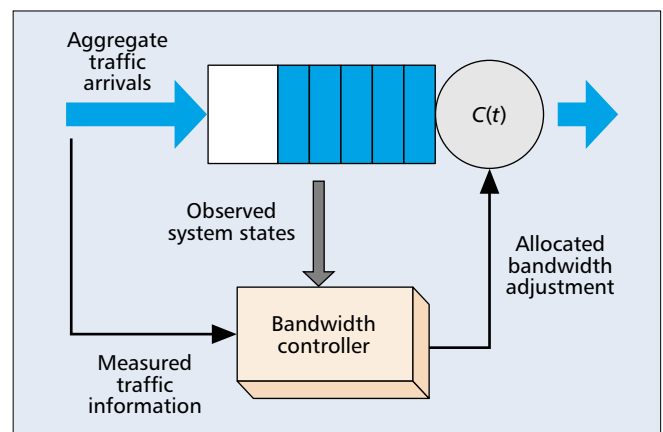 Aggregate
traffic
arrivals
C(t)
Observed
system states
Allocated
bandwidth
adjustment
Bandwidth
controller
Measured
traffic
information